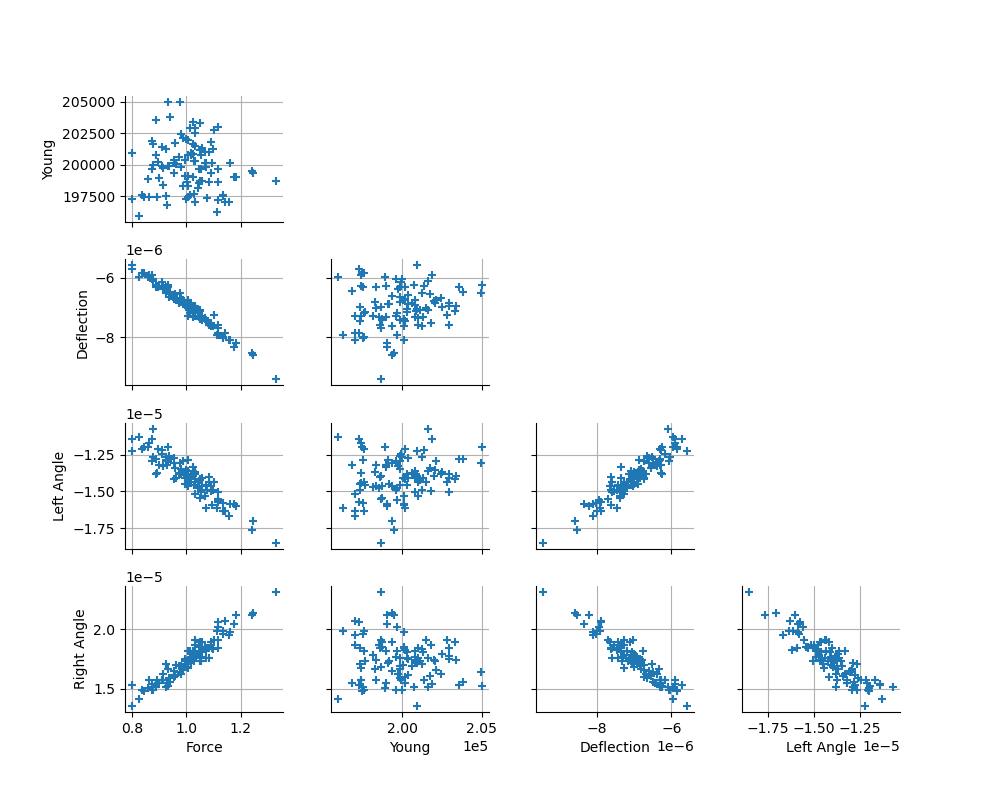 205000
202500
200000
197500
Young
1e−6
−6
−8
Deflection
1e−5
−1.25
−1.50
−1.75
Left Angle
1e−5
2.0
1.5
Right Angle
0.8 1.0 1.2
Force
2.00 2.05
Young 1e5
−8 −6
Deflection 1e−6
−1.75 −1.50 −1.25
Left Angle 1e−5